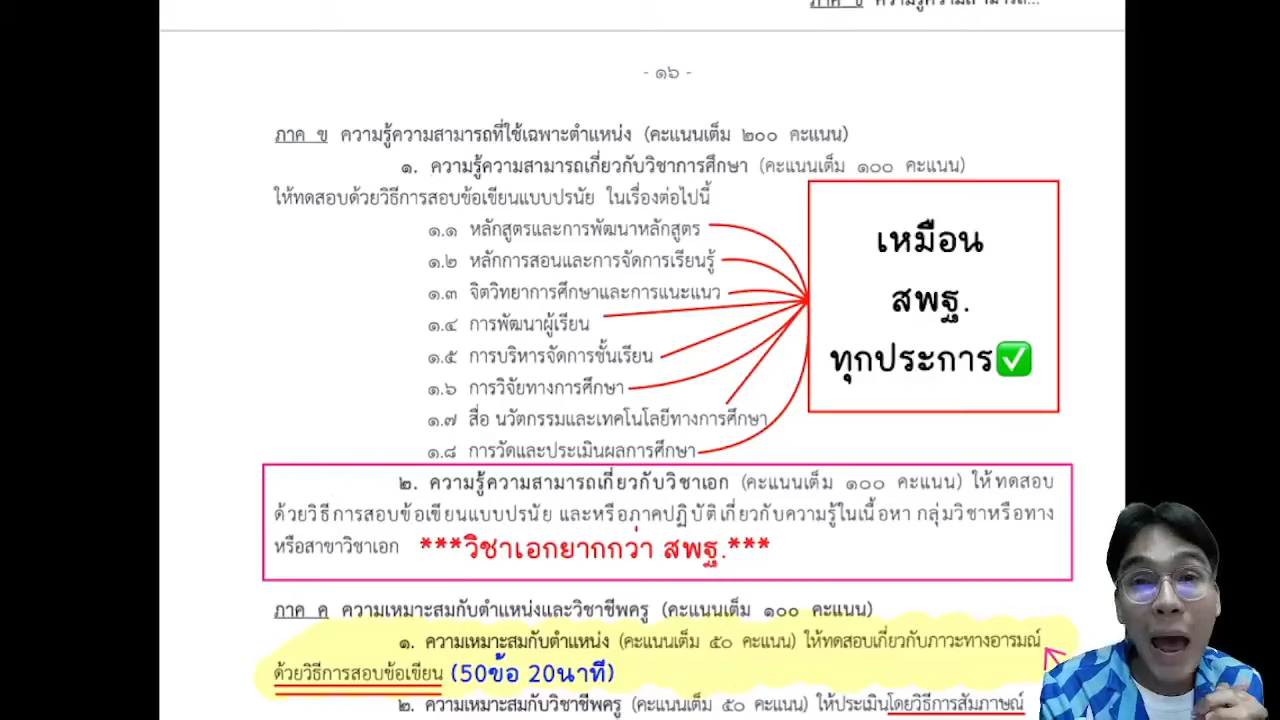 ภาค ข ความรู้ความสามารถ...
- ๑๖ -
ภาค ข ความรู้ความสามารถที่ใช้เฉพาะตำแหน่ง (คะแนนเต็ม ๒๐๐ คะแนน)
๑. ความรู้ความสามารถเกี่ยวกับวิชาการศึกษา (คะแนนเต็ม ๑๐๐ คะแนน)
ให้ทดสอบด้วยวิธีการสอบข้อเขียนแบบปรนัย ในเรื่องต่อไปนี้
๑.๑ หลักสูตรและการพัฒนาหลักสูตร
๑.๒ หลักการสอนและการจัดการเรียนรู้
๑.๓ จิตวิทยาการศึกษาและการแนะแนว
๑.๔ การพัฒนาผู้เรียน
๑.๕ การบริหารจัดการชั้นเรียน
๑.๖ การวิจัยทางการศึกษา
๑.๗ สื่อ นวัตกรรมและเทคโนโลยีทางการศึกษา
๑.๘ การวัดและประเมินผลการศึกษา
เหมือน
สพฐ.
ทุกประการ✅
๒. ความรู้ความสามารถเกี่ยวกับวิชาเอก (คะแนนเต็ม ๑๐๐ คะแนน) ให้ทดสอบ
ด้วยวิธีการสอบข้อเขียนแบบปรนัย และหรือภาคปฏิบัติเกี่ยวกับความรู้ในเนื้อหา กลุ่มวิชาหรือทาง
หรือสาขาวิชาเอก ***วิชาเอกยากกว่า สพฐ.***
ภาค ค ความเหมาะสมกับตำแหน่งและวิชาชีพครู (คะแนนเต็ม ๑๐๐ คะแนน)
๑. ความเหมาะสมกับตำแหน่ง (คะแนนเต็ม ๕๐ คะแนน) ให้ทดสอบเกี่ยวกับภาวะทางอารมณ์
ด้วยวิธีการสอบข้อเขียน (50ข้อ 20นาที)
๒. ความเหมาะสมกับวิชาชีพครู (คะแนนเต็ม ๕๐ คะแนน) ให้ประเมินโดยวิธีการสัมภาษณ์